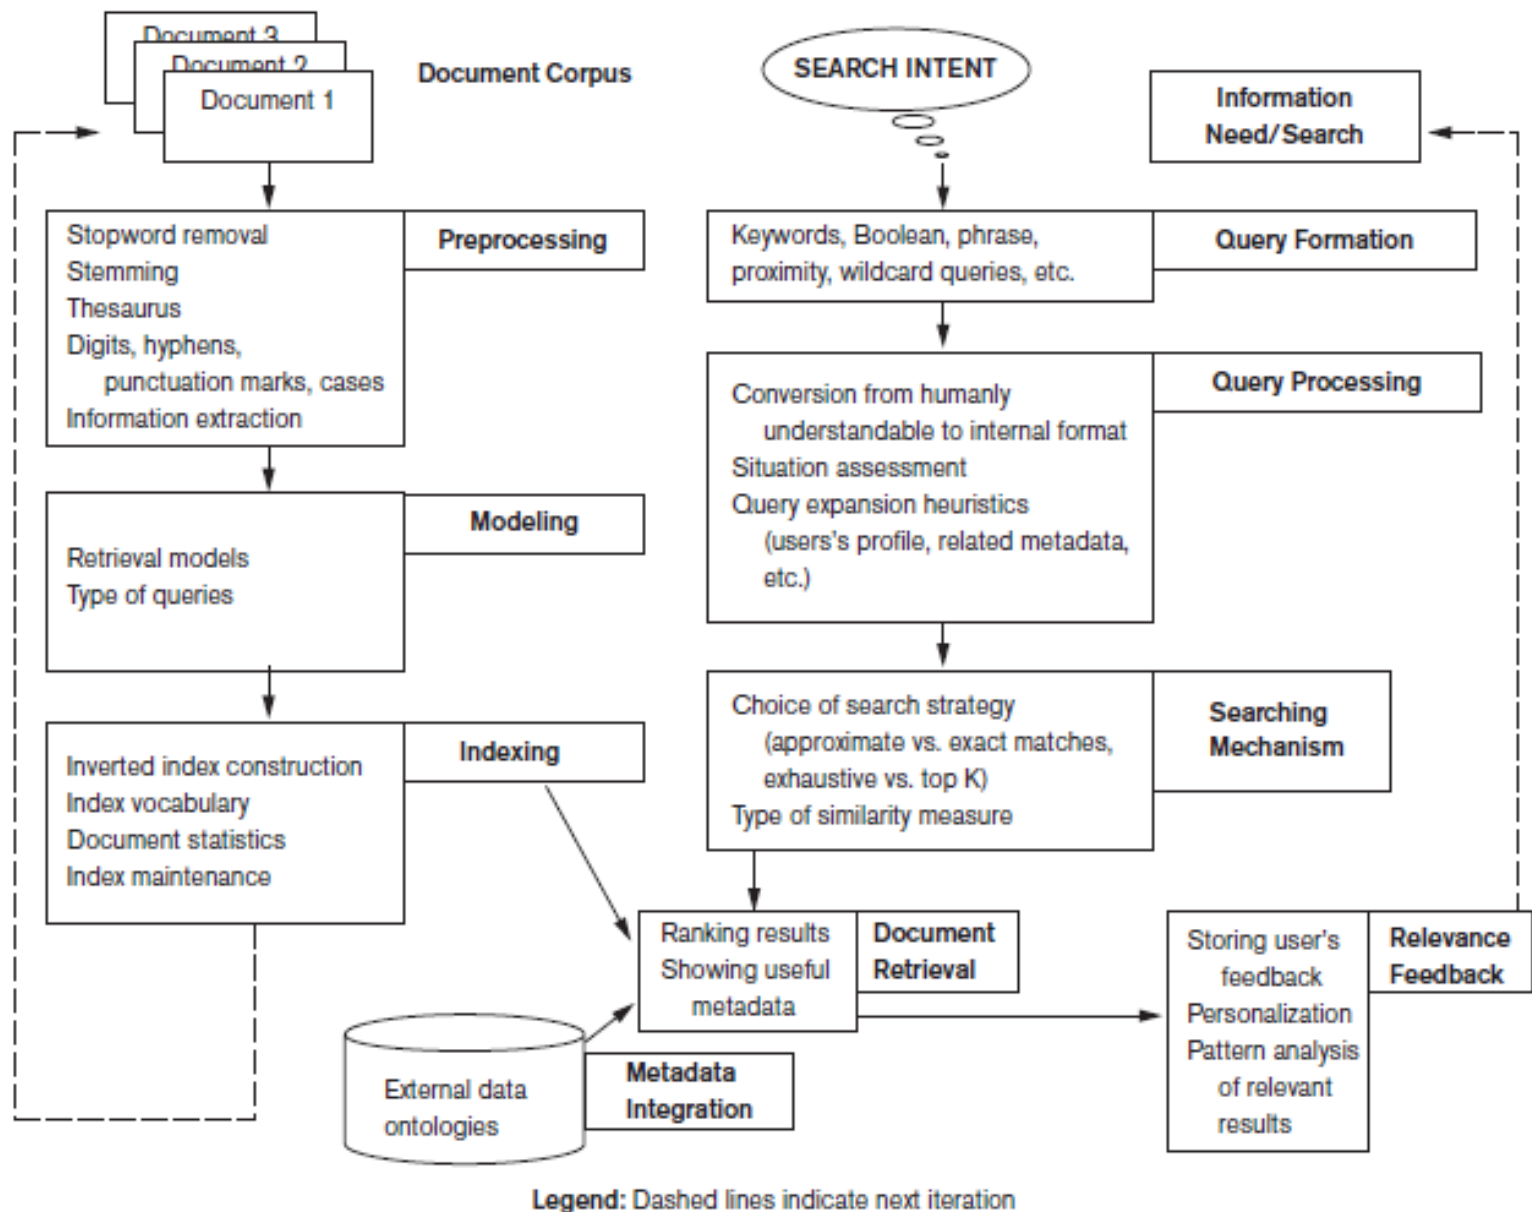 Document 3
Document 2
Document 1
Document Corpus
SEARCH INTENT
Information
Need/Search
Stopword removal
Stemming
Thesaurus
Digits, hyphens,
punctuation marks, cases
Information extraction
Preprocessing
Keywords, Boolean, phrase,
proximity, wildcard queries, etc.
Query Formation
Conversion from humanly
understandable to internal format
Situation assessment
Query expansion heuristics
(users's profile, related metadata,
etc.)
Query Processing
Retrieval models
Type of queries
Modeling
Choice of search strategy
(approximate vs. exact matches,
exhaustive vs. top K)
Type of similarity measure
Searching
Mechanism
Inverted index construction
Index vocabulary
Document statistics
Index maintenance
Indexing
Ranking results
Showing useful
metadata
Document
Retrieval
Storing user's
feedback
Personalization
Pattern analysis
of relevant
results
Relevance
Feedback
External data
ontologies
Metadata
Integration
Legend: Dashed lines indicate next iteration